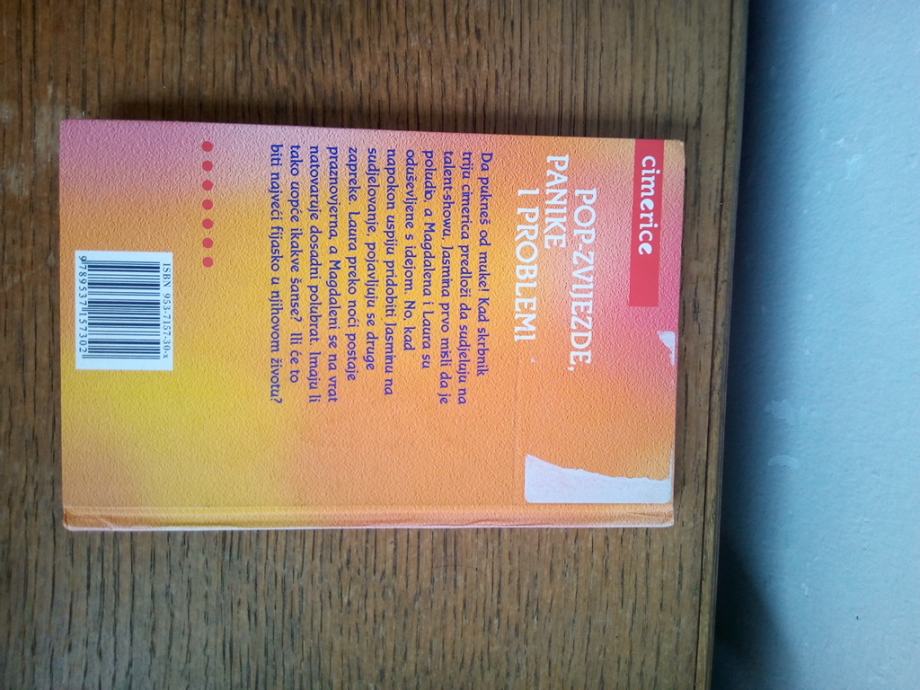 cimerice
POP-ZVIJEZDE,
PANIKE
I PROBLEMI
Da pukneš od muke! Kad skrbnik
triju cimerica predloži da sudjeluju na
talent-showu, Jasmina prvo misli da je
poludio, a Magdalena i Laura su
oduševljene s idejom. No, kad
napokon uspiju pridobiti Jasminu na
sudjelovanje, pojavljuju se druge
zapreke. Laura preko noći postaje
praznovjerna, a Magdaleni se na vrat
natovaruje dosadni polubrat. Imaju li
tako uopće ikakve šanse? Ili će to
biti najveći fijasko u njihovom životu?
ISBN 953-7157-30x
9789537157302